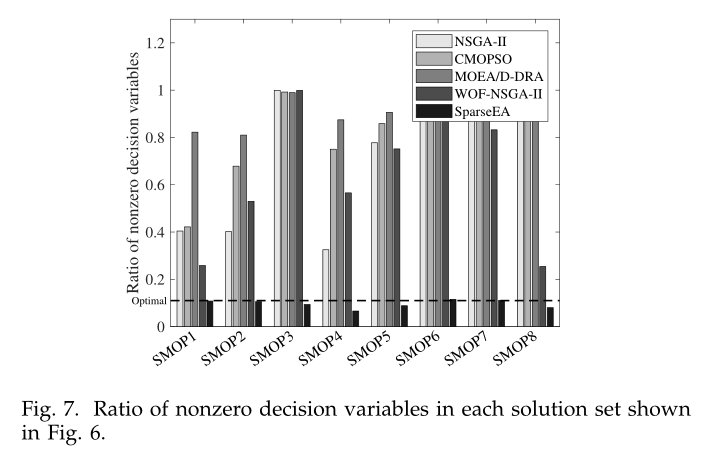 Ratio of nonzero decision variables
1.2
1
0.8
0.6
0.4
0.2
Optimal
0
NSGA-II
CMOPSO
MOEA/D-DRA
WOF-NSGA-II
SparseEA
SMOP1
SMOP2
SMOP3
SMOP4
SMOP5
SMOP6
SMOP7
SMOP8
Fig. 7. Ratio of nonzero decision variables in each solution set shown
in Fig. 6.